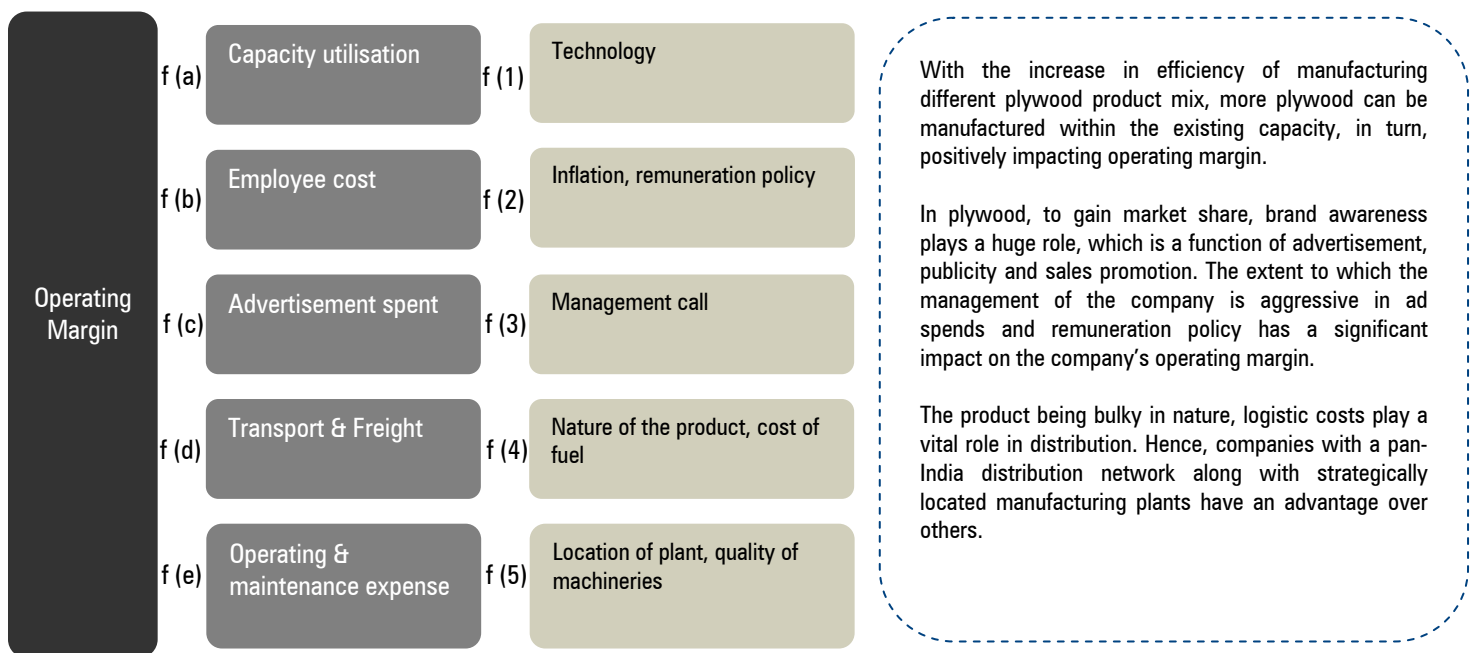 Operating
Margin
f (a)
Capacity utilisation
f (1)
Technology
f (b)
Employee cost
f (2)
Inflation, remuneration policy
f (c)
Advertisement spent
f (3)
Management call
f (d)
Transport & Freight
f (4)
Nature of the product, cost of
fuel
f (e)
Operating &
maintenance expense
f (5)
Location of plant, quality of
machineries
With the increase in efficiency of manufacturing
different plywood product mix, more plywood can be
manufactured within the existing capacity, in turn,
positively impacting operating margin.
In plywood, to gain market share, brand awareness
plays a huge role, which is a function of advertisement,
publicity and sales promotion. The extent to which the
management of the company is aggressive in ad
spends and remuneration policy has a significant
impact on the company’s operating margin.
The product being bulky in nature, logistic costs play a
vital role in distribution. Hence, companies with a pan-
India distribution network along with strategically
located manufacturing plants have an advantage over
others.